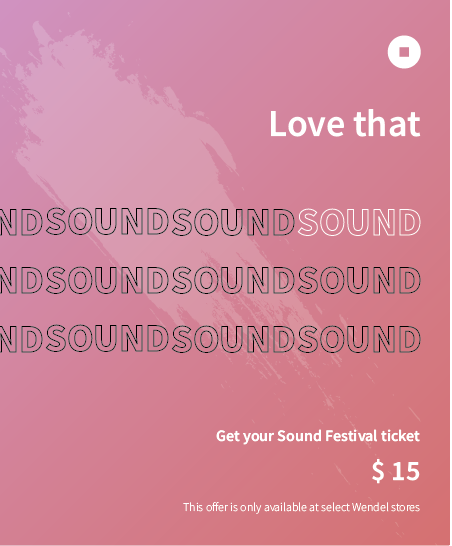 Love that
NDSOUNDSOUNDSOUND
NDSOUNDSOUNDSOUND
NDSOUNDSOUNDSOUND
Get your Sound Festival ticket
$ 15
This offer is only available at select Wendel stores